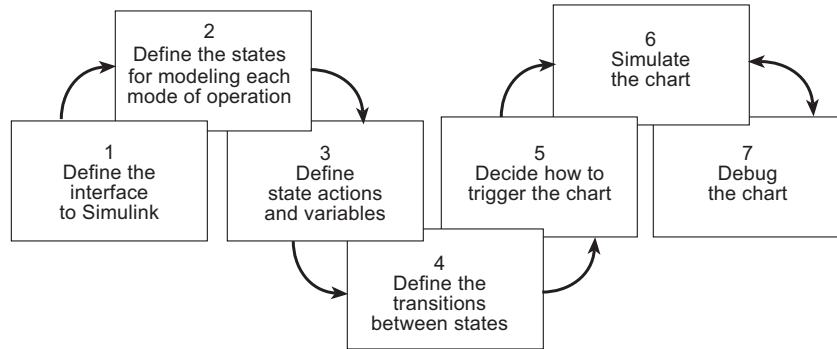 1
Define the
interface
to Simulink
2
Define the states
for modeling each
mode of operation
3
Define
state actions
and variables
4
Define the
transitions
between states
5
Decide how to
trigger the chart
6
Simulate
the chart
7
Debug
the chart